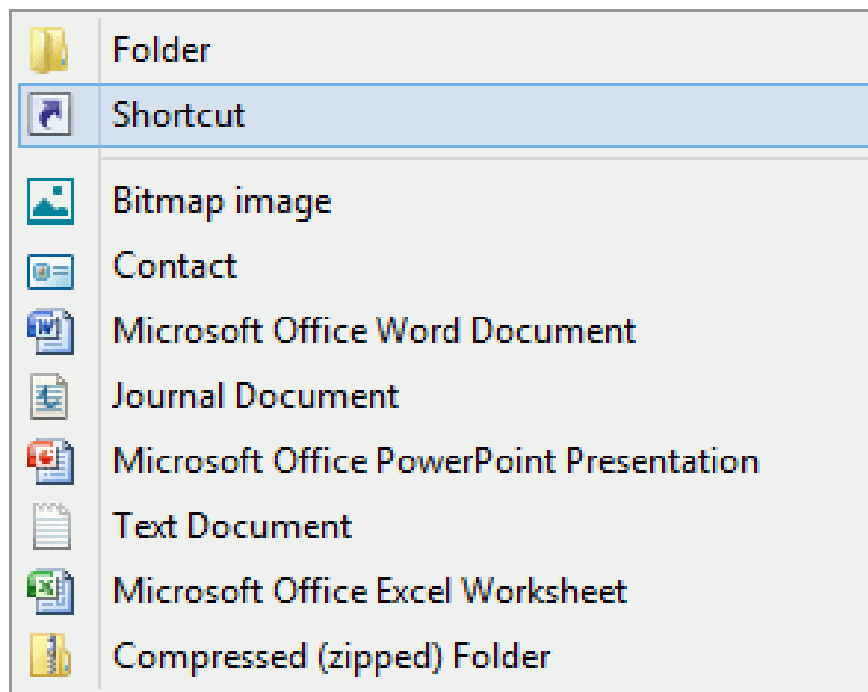 Folder
Shortcut
Bitmap image
Contact
Microsoft Office Word Document
Journal Document
Microsoft Office PowerPoint Presentation
Text Document
Microsoft Office Excel Worksheet
Compressed (zipped) Folder